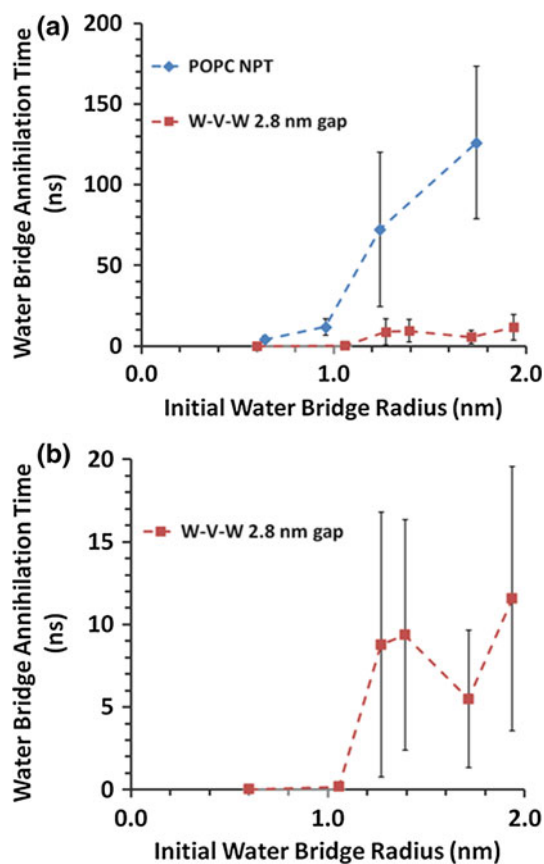 (a)
200
150
100
50
0
Water Bridge Annihilation Time
(ns)
POPC NPT
W-V-W 2.8 nm gap
0.0 1.0 2.0
Initial Water Bridge Radius (nm)
(b)
20
15
10
5
0
Water Bridge Annihilation Time
(ns)
W-V-W 2.8 nm gap
0.0 1.0 2.0
Initial Water Bridge Radius (nm)